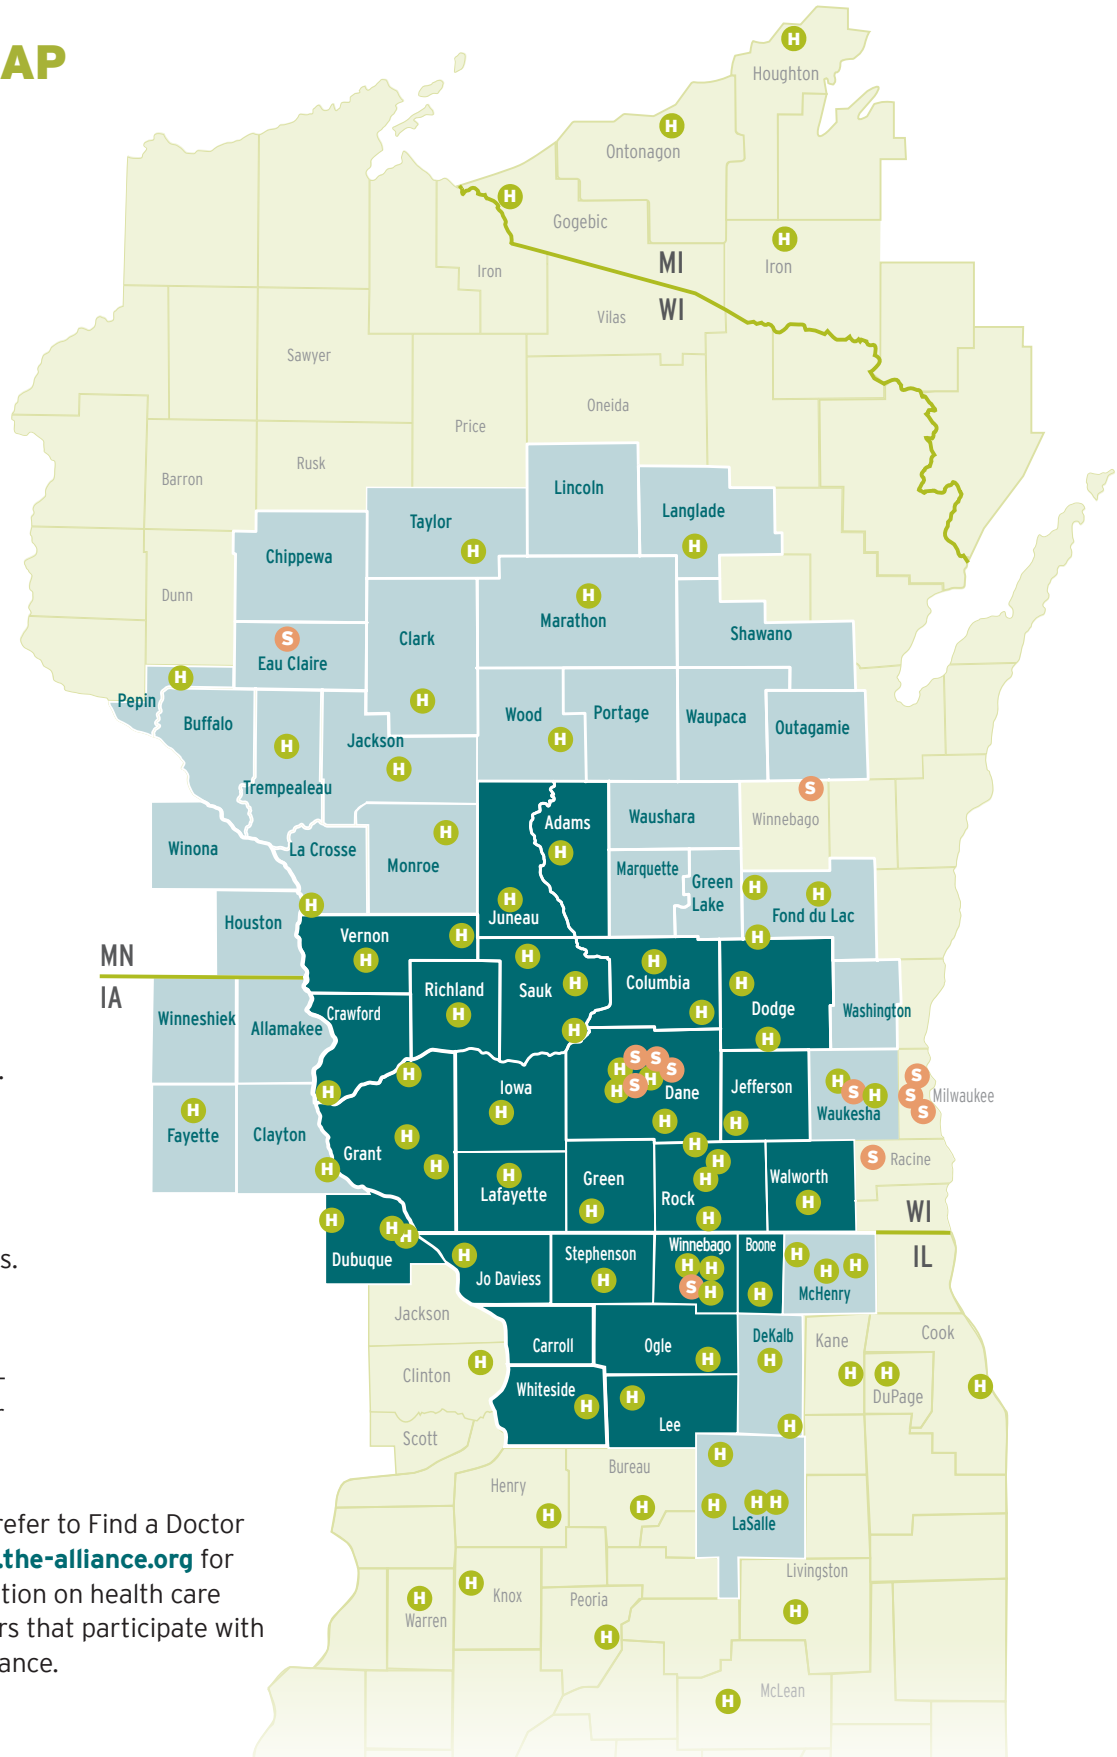 AP
H
Houghton
H
Ontonagon
H
Gogebic
H
Iron
MI
WI
Iron
Vilas
Sawyer
Oneida
Price
Rusk
Barron
Lincoln
Langlade
H
Taylor
H
Chippewa
Dunn
H
Marathon
Clark
H
Shawano
S
Eau Claire
H
Pepin
Buffalo
H
Trempealeau
Jackson
H
Wood
H
Portage
Waupaca
Outagamie
S
Winnebago
Adams
H
Waushara
Winona
La Crosse
H
Monroe
H
Marquette
Green
Lake
H
H
Fond du Lac
H
Juneau
H
Houston
Vernon
H
H
MN
IA
Richland
H
Sauk
H
H
H
Columbia
H
H
H
Dodge
H
Washington
Winneshiek
Allamakee
Crawford
H
H
Iowa
H
H
S
S
S
H
H
S
Dane
H
Jefferson
H
H
S
H
Waukesha
S
S
S
Milwaukee
.
H
Fayette
Clayton
H
Grant
H
H
H
Lafayette
Green
H
H
H
H
Rock
H
Walworth
H
S
Racine
WI
IL
H
H
H
Dubuque
s.
H
Jo Daviess
Stephenson
H
Winnebago
H
H
S
H
Boone
H
H
H
H
McHenry
Jackson
Carroll
Ogle
H
DeKalb
H
H
Kane
H
Cook
H
H
DuPage
Clinton
H
Whiteside
H
H
Lee
Scott
Henry
H
Bureau
H
H
H
H
H
LaSalle
Livingston
H
refer to Find a Doctor
.the-alliance.org for
tion on health care
rs that participate with
ance.
H
Warren
H
Knox
Peoria
H
H
McLean